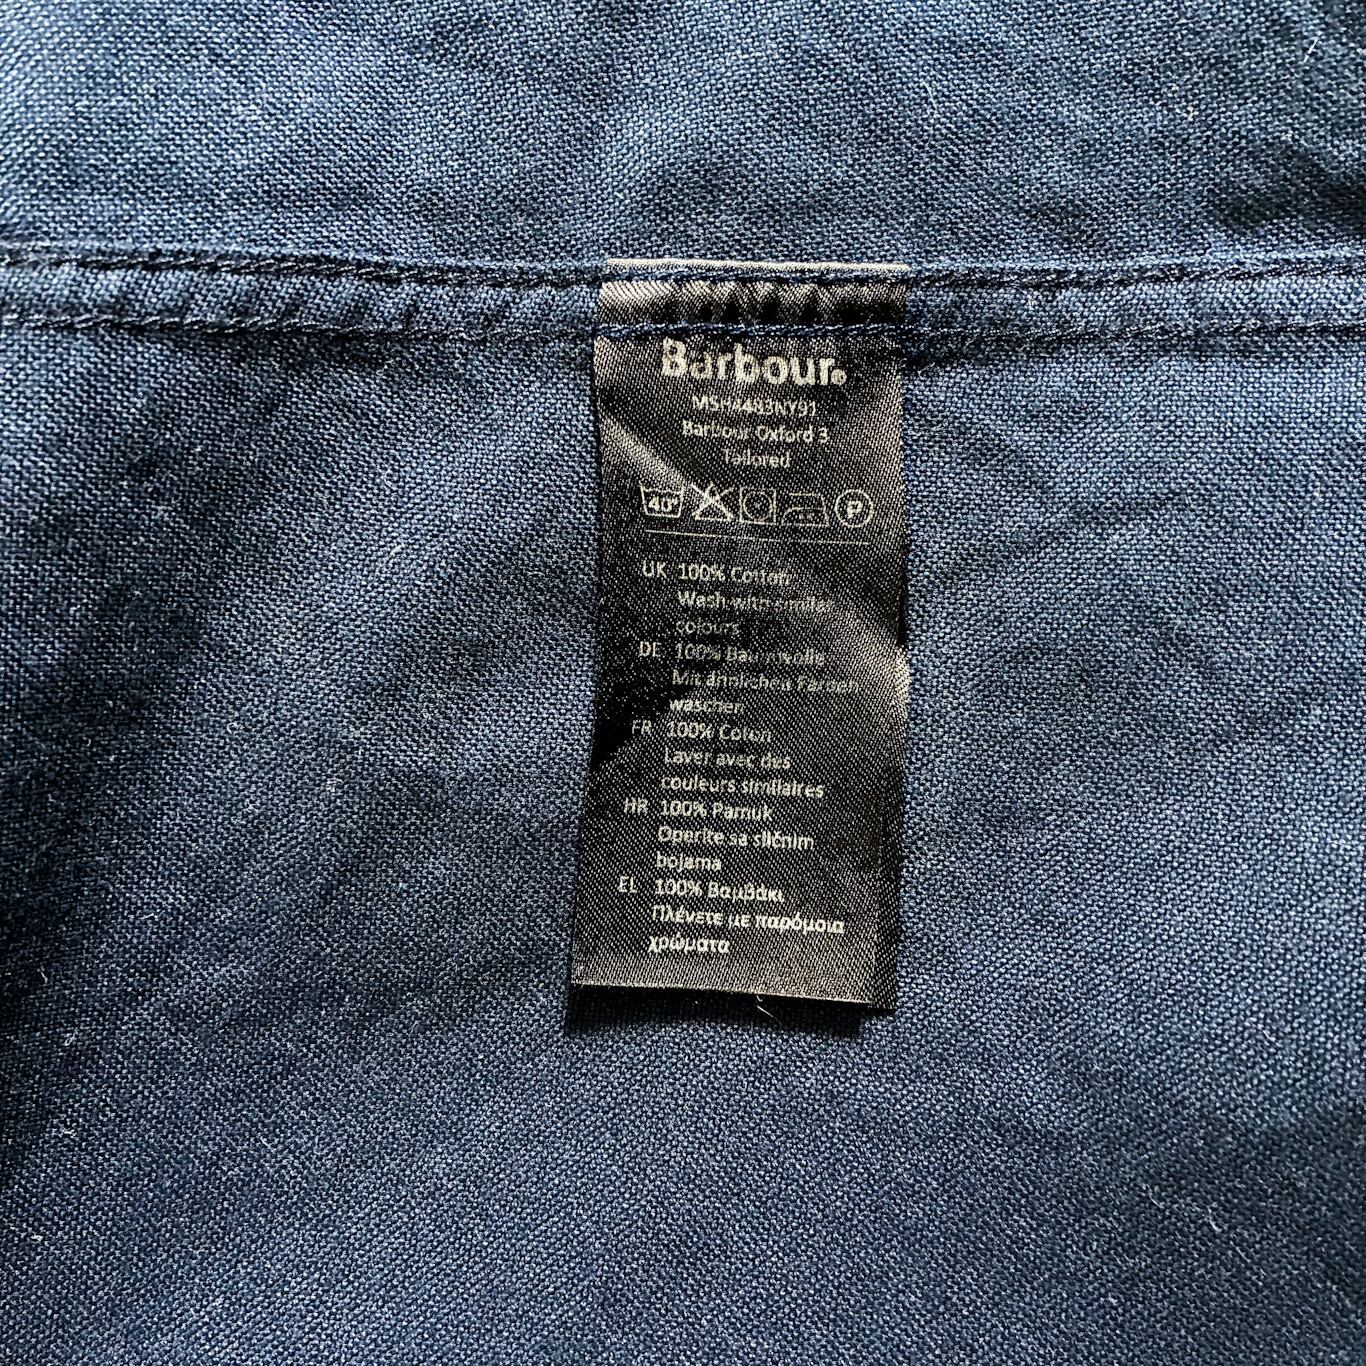 Barbour®
MSH4483NY91
Barbour Oxford 3
Tailored
40° P
UK 100% Cotton
Wash with similar
colours
DE 100% Baumwolle
Mit ähnlichen Farben
waschen
FR 100% Coton
Laver avec des
couleurs similaires
HR 100% Pamuk
Operite sa sličnim
bojama
EL 100% Βαμβάκι
Πλένετε με παρόμοια
χρώματα